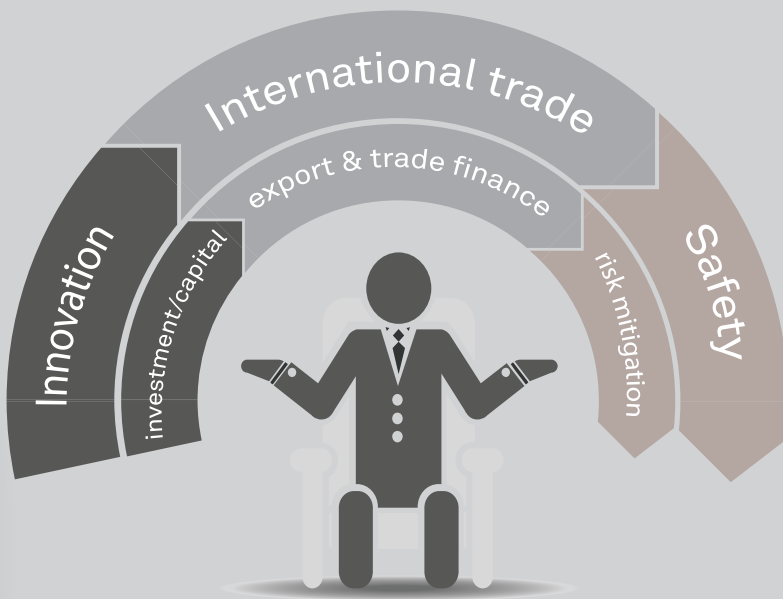 Innovation
International trade
Safety
investment/capital
export & trade finance
risk mitigation